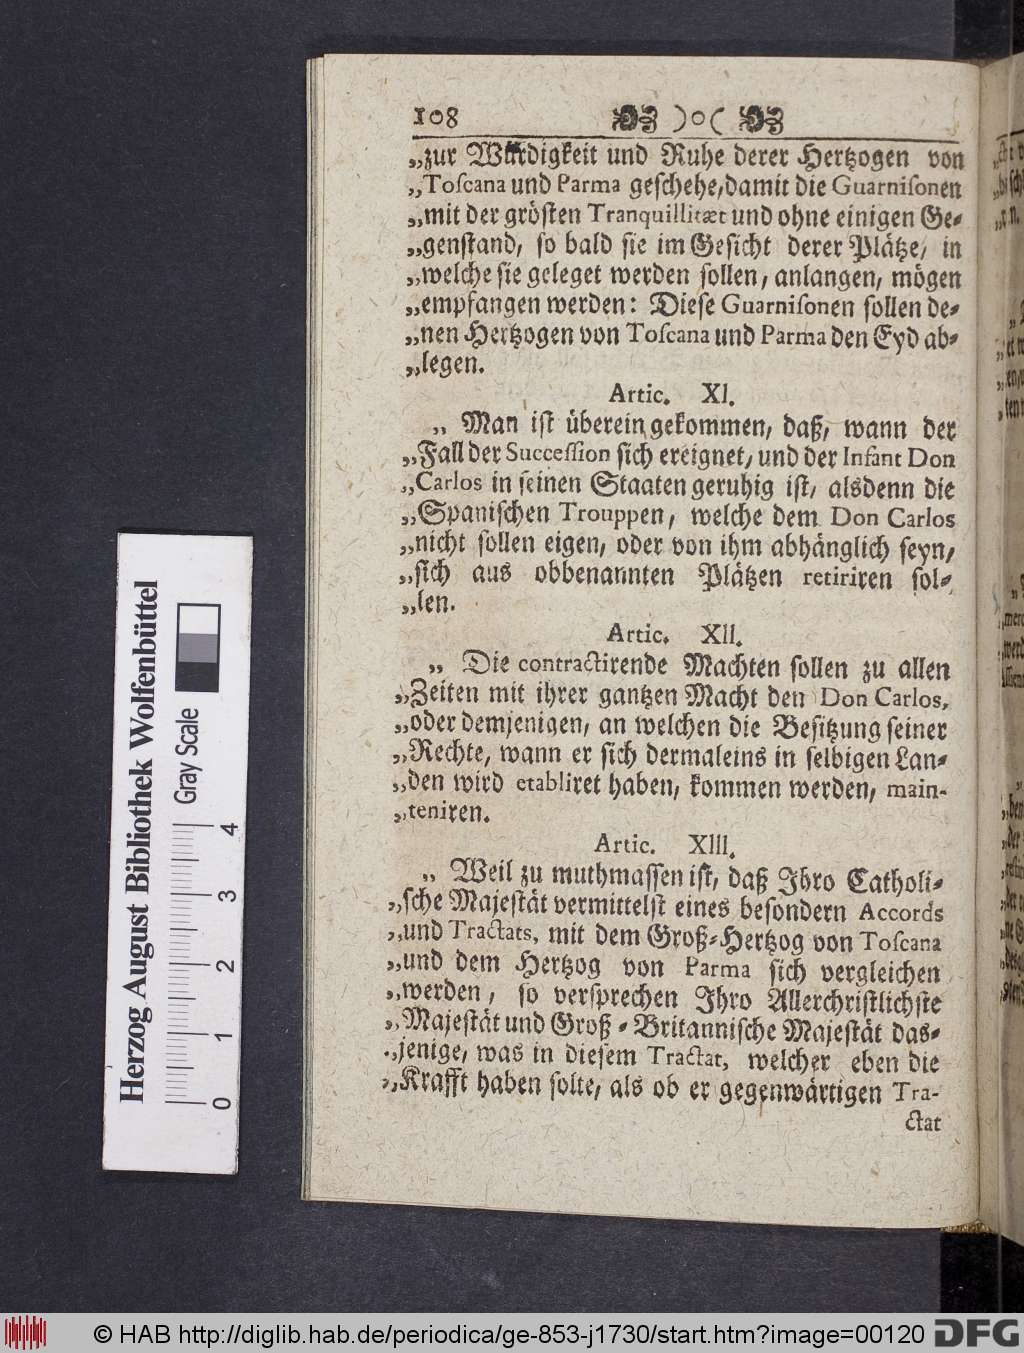 108 )o(
„zur Würdigkeit und Ruhe derer Hertzogen von
„Toscana und Parma geschehe, damit die Guarnisonen
„mit der grösten Tranquillitæt und ohne einigen Ge-
„genstand, so bald sie im Gesicht derer Plätze, in
„welche sie geleget werden sollen, anlangen, mögen
„empfangen werden: Diese Guarnisonen sollen de-
„nen Hertzogen von Toscana und Parma den Eyd ab-
„legen.
Artic. XI.
„ Man ist überein gekommen, daß, wann der
„Fall der Succession sich ereignet, und der Infant Don
„Carlos in seinen Staaten geruhig ist, alsdenn die
„Spanischen Trouppen, welche dem Don Carlos
„nicht sollen eigen, oder von ihm abhänglich seyn,
„sich aus obbenannten Plätzen retiriren sol-
„len.
Artic. XII.
„ Die contractirende Machten sollen zu allen
„Zeiten mit ihrer gantzen Macht den Don Carlos,
„oder demjenigen, an welchen die Besitzung seiner
„Rechte, wann er sich dermaleins in selbigen Lan-
„den wird etabliret haben, kommen werden, main-
„teniren.
Artic. XIII.
„ Weil zu muthmassen ist, daß Ihro Catholi-
„sche Majestät vermittelst eines besondern Accords
„und Tractats, mit dem Groß-Hertzog von Toscana
„und dem Hertzog von Parma sich vergleichen
„werden, so versprechen Ihro Allerchristlichste
„Majestät und Groß-Britannische Majestät das-
„jenige, was in diesem Tractat, welcher eben die
„Krafft haben solte, als ob er gegenwärtigen Tra-
ctat
Herzog August Bibliothek Wolfenbüttel
Gray Scale
0 1 2 3 4
© HAB http://diglib.hab.de/periodica/ge-853-j1730/start.htm?image=00120 DFG